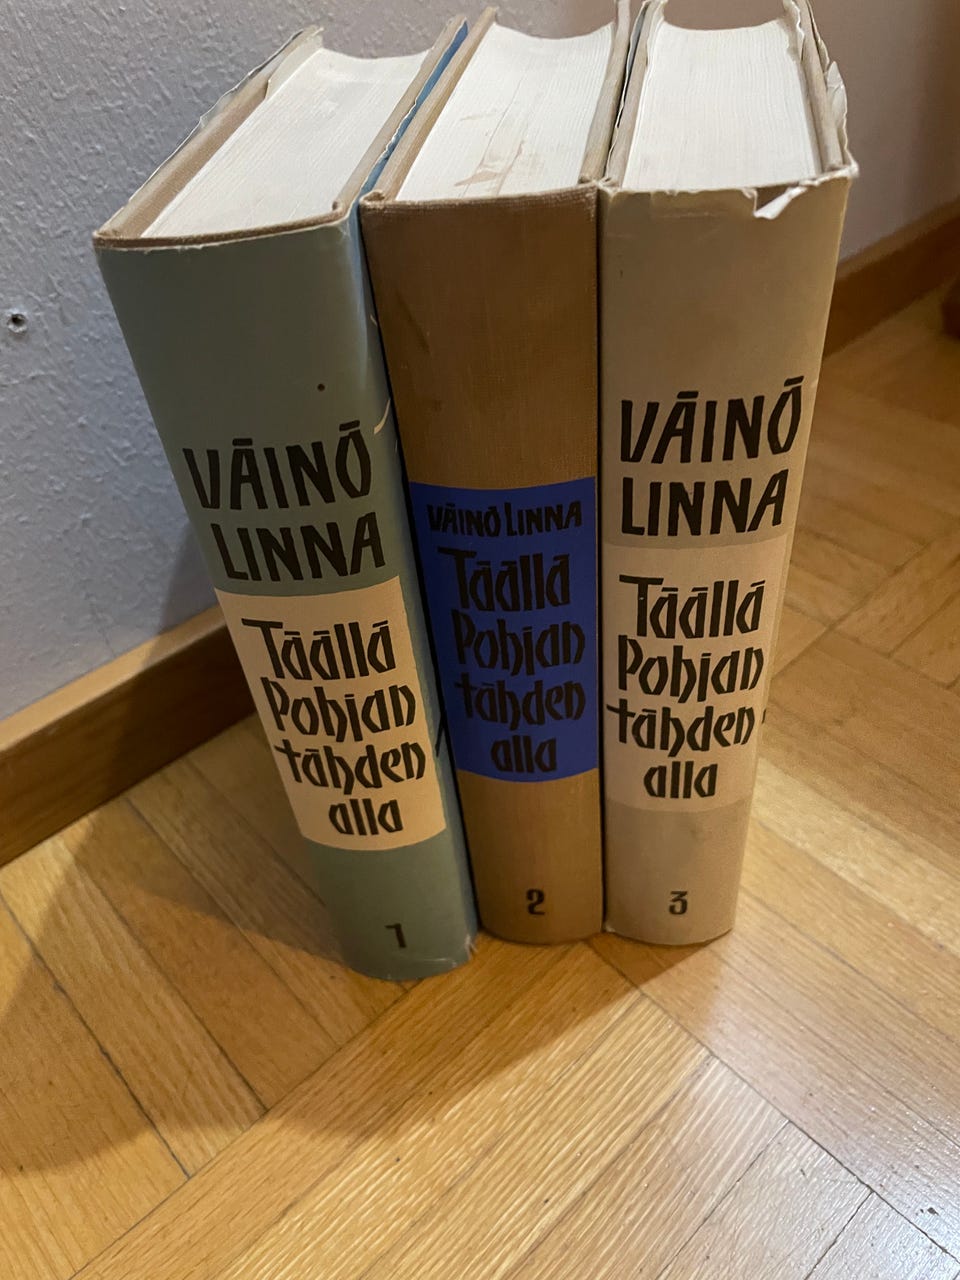 VÄINÖ
LINNA
Täällä
Pohjan
tähden
alla
1
VÄINÖ LINNA
Täällä
Pohjan
tähden
alla
2
VÄINÖ
LINNA
Täällä
Pohjan
tähden
alla
3